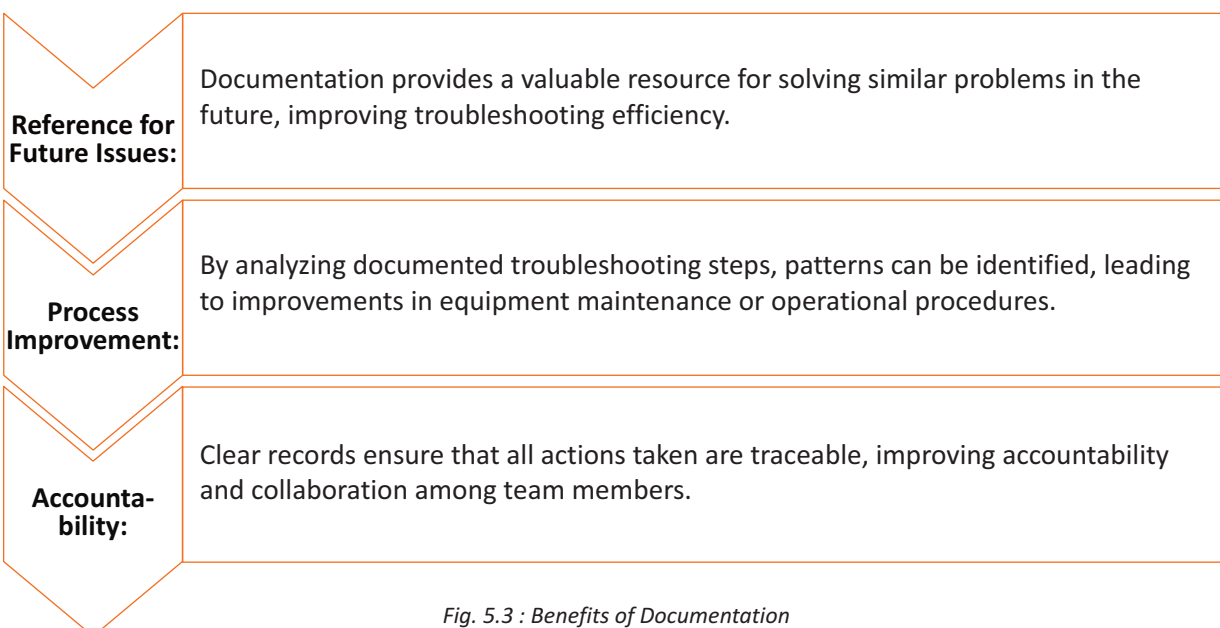 Reference for
Future Issues:
Documentation provides a valuable resource for solving similar problems in the
future, improving troubleshooting efficiency.
Process
Improvement:
By analyzing documented troubleshooting steps, patterns can be identified, leading
to improvements in equipment maintenance or operational procedures.
Accounta-
bility:
Clear records ensure that all actions taken are traceable, improving accountability
and collaboration among team members.
Fig. 5.3 : Benefits of Documentation